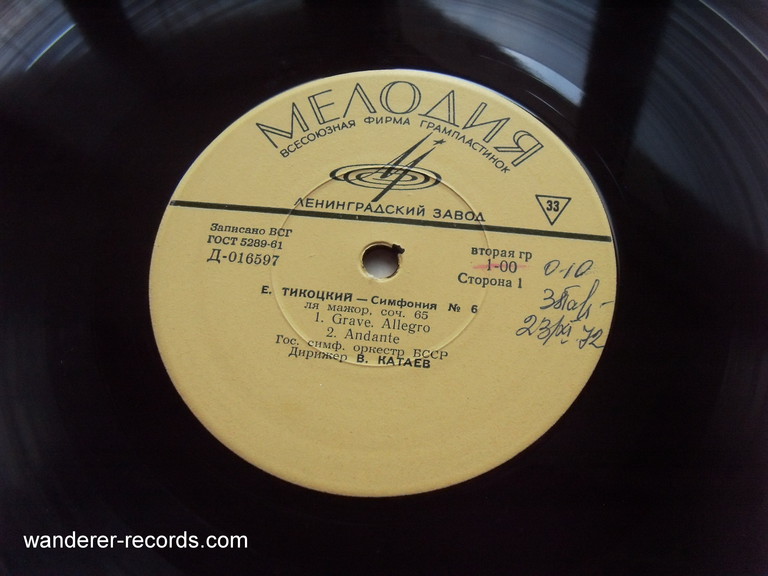 МЕЛОДИЯ
ВСЕСОЮЗНАЯ ФИРМА ГРАМПЛАСТИНОК
ЛЕНИНГРАДСКИЙ ЗАВОД
33
Записано ВСГ
ГОСТ 5289-61
Д-016597
вторая гр
1-00
Сторона 1
0-10
Е. ТИКОЦКИЙ — Симфония № 6
ля мажор, соч. 65
1. Grave. Allegro
2. Andante
Гос. симф. оркестр БССР
Дирижер В. КАТАЕВ
wanderer-records.com